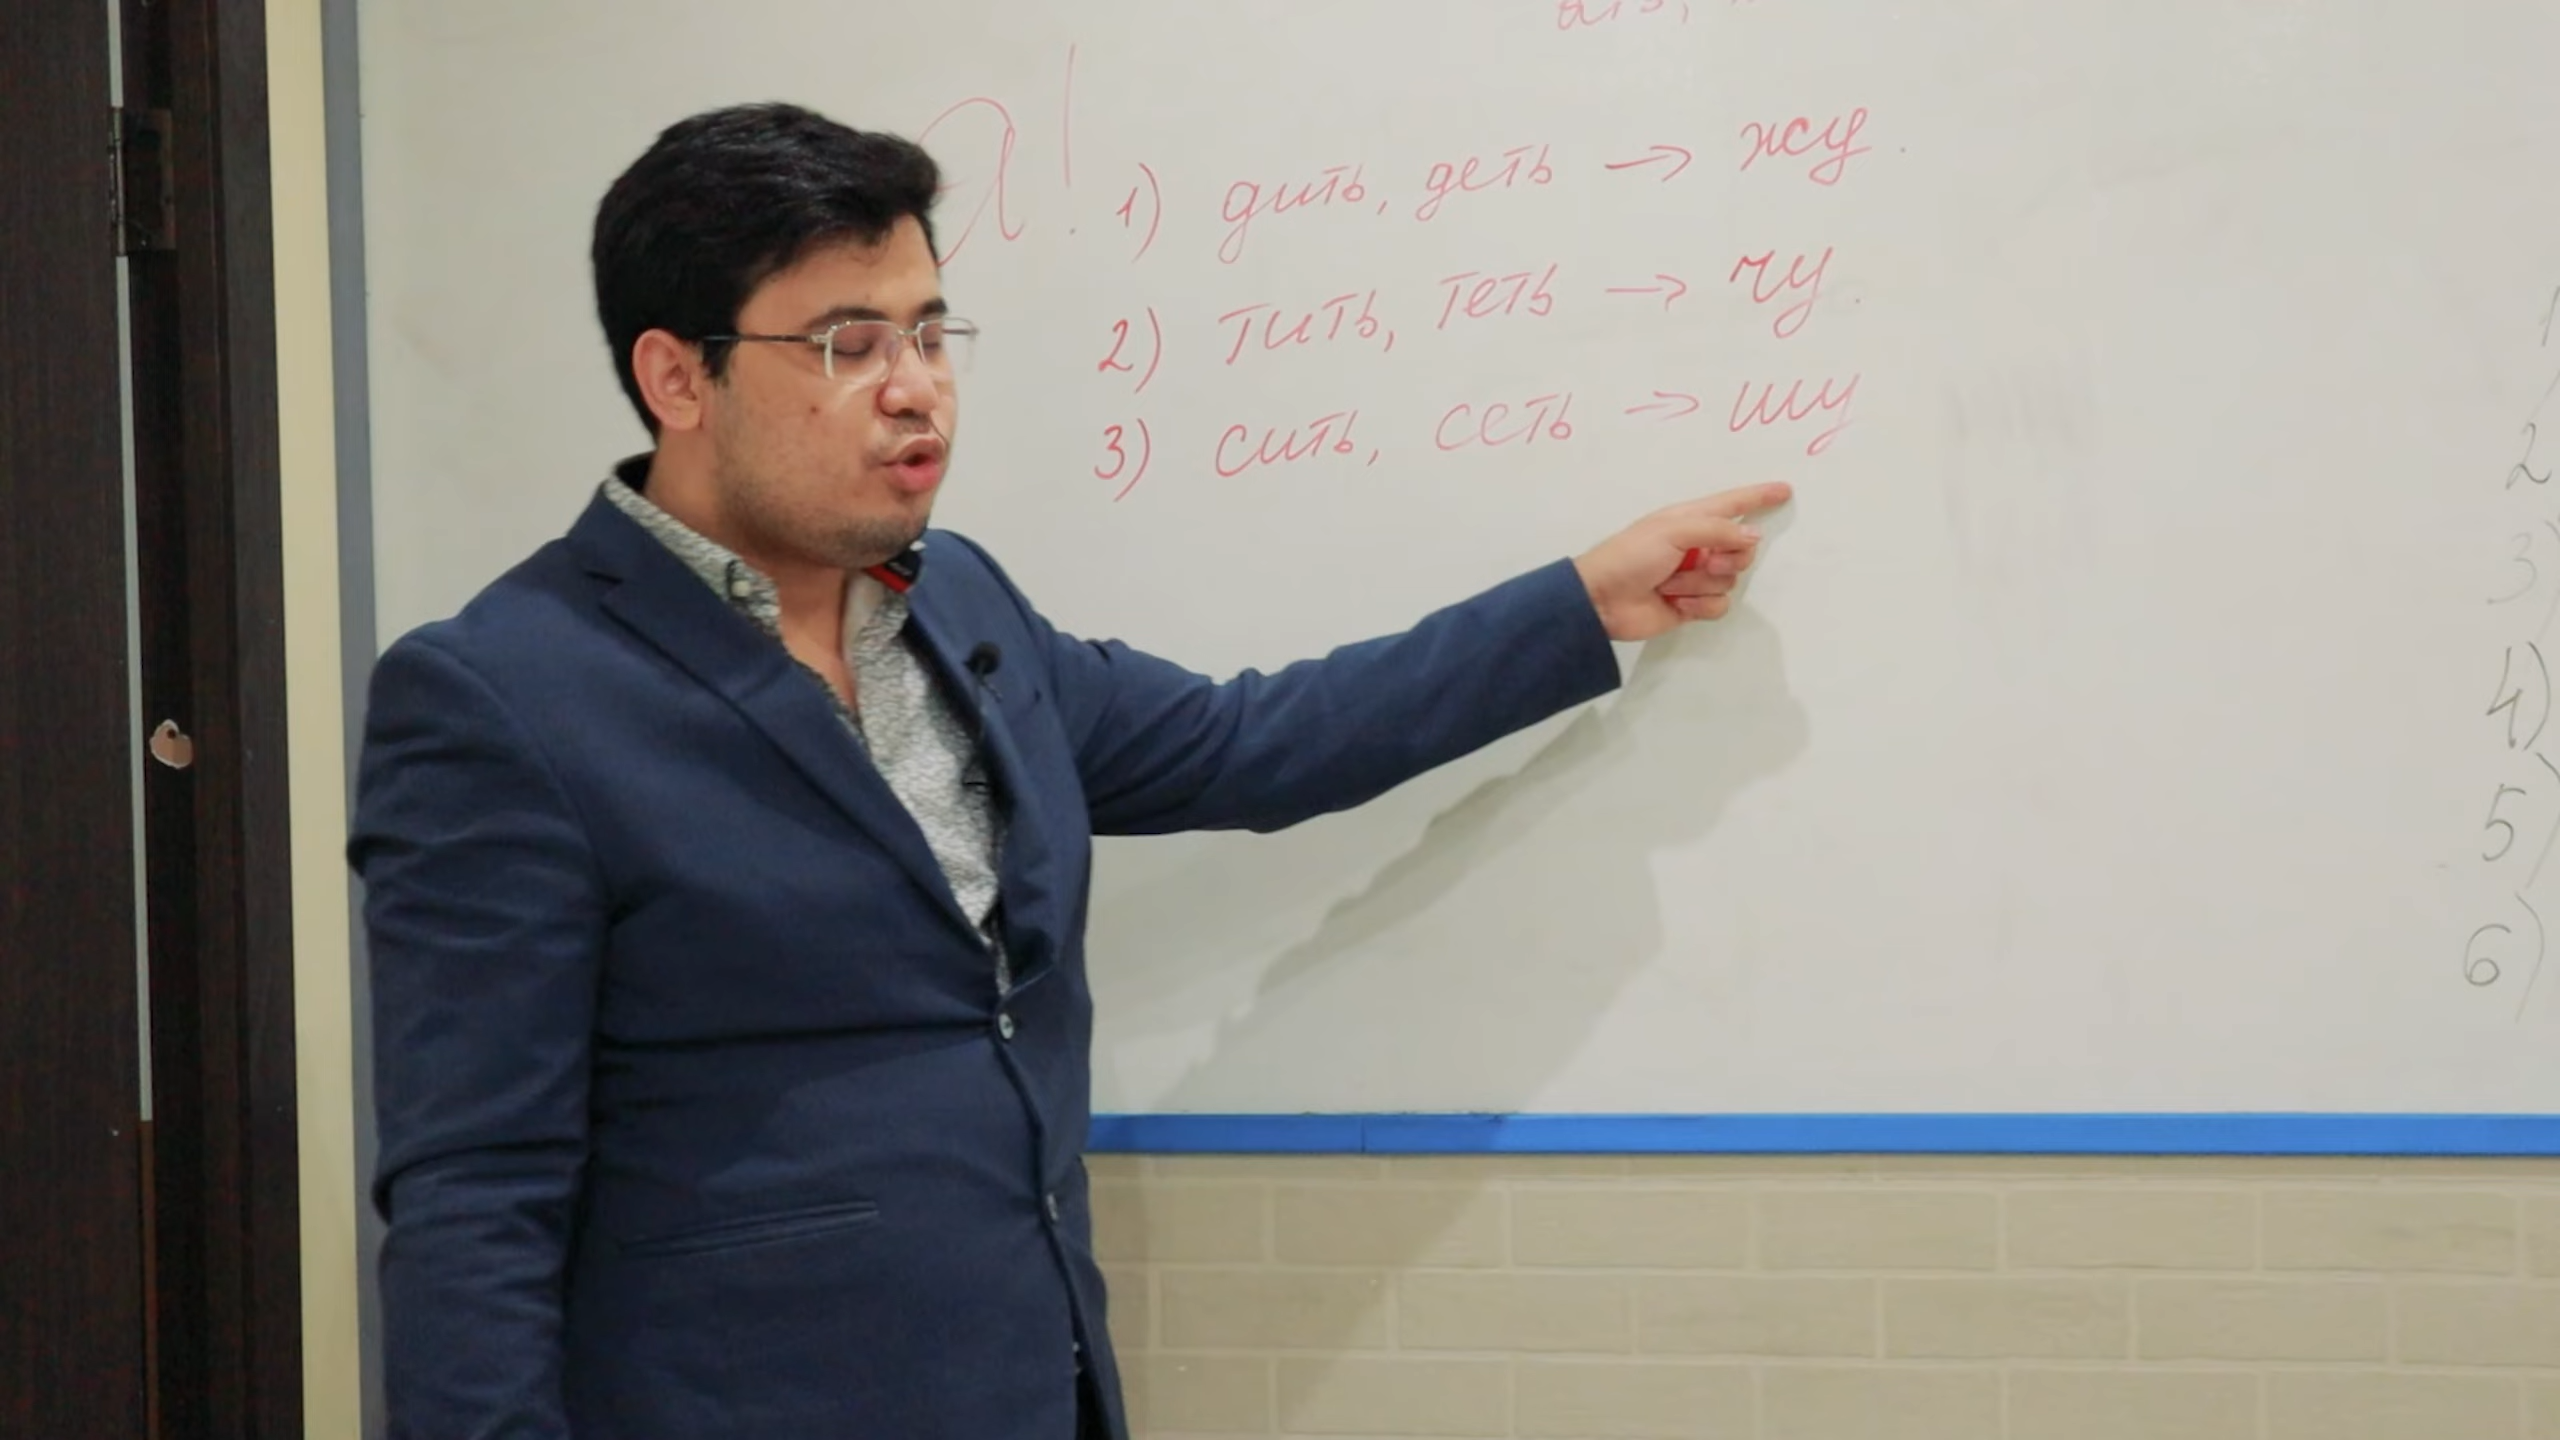 Я!
1) дить, деть → жу.
2) тить, теть → чу.
3) сить, сеть → шу
1)
2
3)
4)
5)
6)